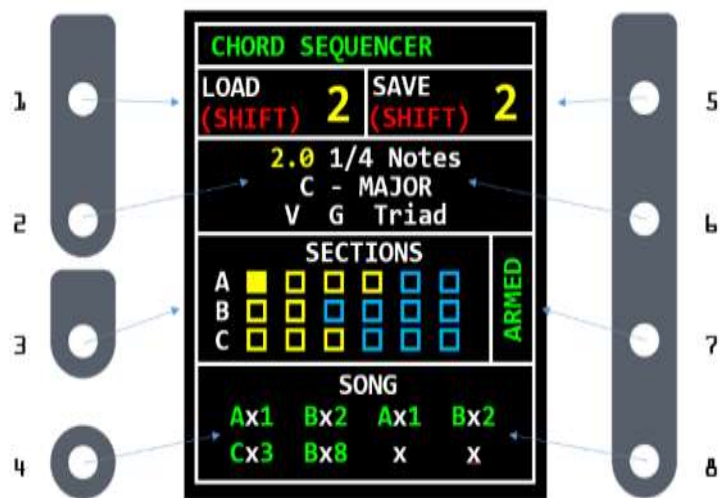 CHORD SEQUENCER
LOAD
(SHIFT) 2
SAVE
(SHIFT) 2
2.0 1/4 Notes
C - MAJOR
V G Triad
SECTIONS
A
B
C
ARMED
SONG
Ax1 Bx2 Ax1 Bx2
Cx3 Bx8 x x
1
2
3
4
5
6
7
8